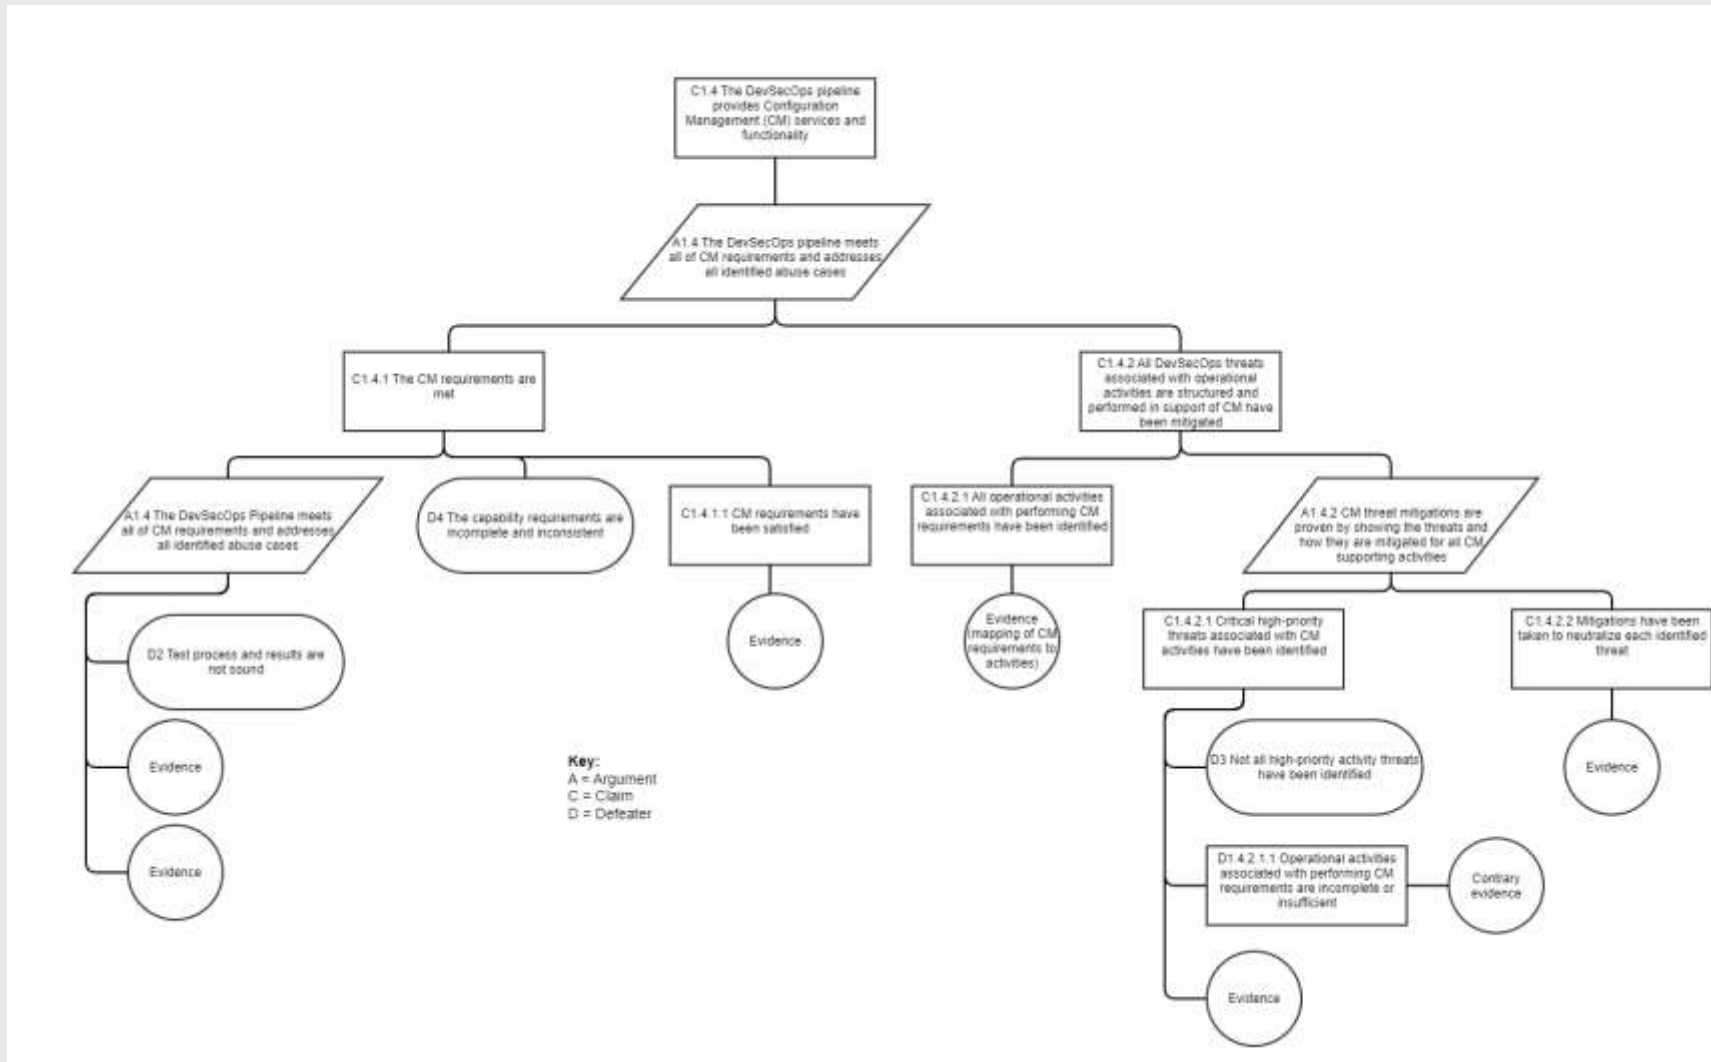 C1.4 The DevSecOps pipeline
provides Configuration
Management (CM) services and
functionality
A1.4 The DevSecOps pipeline meets
all of CM requirements and addresses
all identified abuse cases
C1.4.1 The CM requirements are
met
C1.4.2 All DevSecOps threats
associated with operational
activities are structured and
performed in support of CM have
been mitigated
A1.4 The DevSecOps Pipeline meets
all of CM requirements and addresses
all identified abuse cases
D4 The capability requirements are
incomplete and inconsistent
C1.4.1.1 CM requirements have
been satisfied
C1.4.2.1 All operational activities
associated with performing CM
requirements have been identified
A1.4.2 CM threat mitigations are
proven by showing the threats and
how they are mitigated for all CM
supporting activities
D2 Test process and results are
not sound
Evidence
Evidence
Evidence
Evidence
(mapping of CM
requirements to
activities)
C1.4.2.1 Critical high-priority
threats associated with CM
activities have been identified
C1.4.2.2 Mitigations have been
taken to neutralize each identified
threat
D3 Not all high-priority activity threats
have been identified
Evidence
D1.4.2.1.1 Operational activities
associated with performing CM
requirements are incomplete or
insufficient
Contrary
evidence
Evidence
Key:
A = Argument
C = Claim
D = Defeater